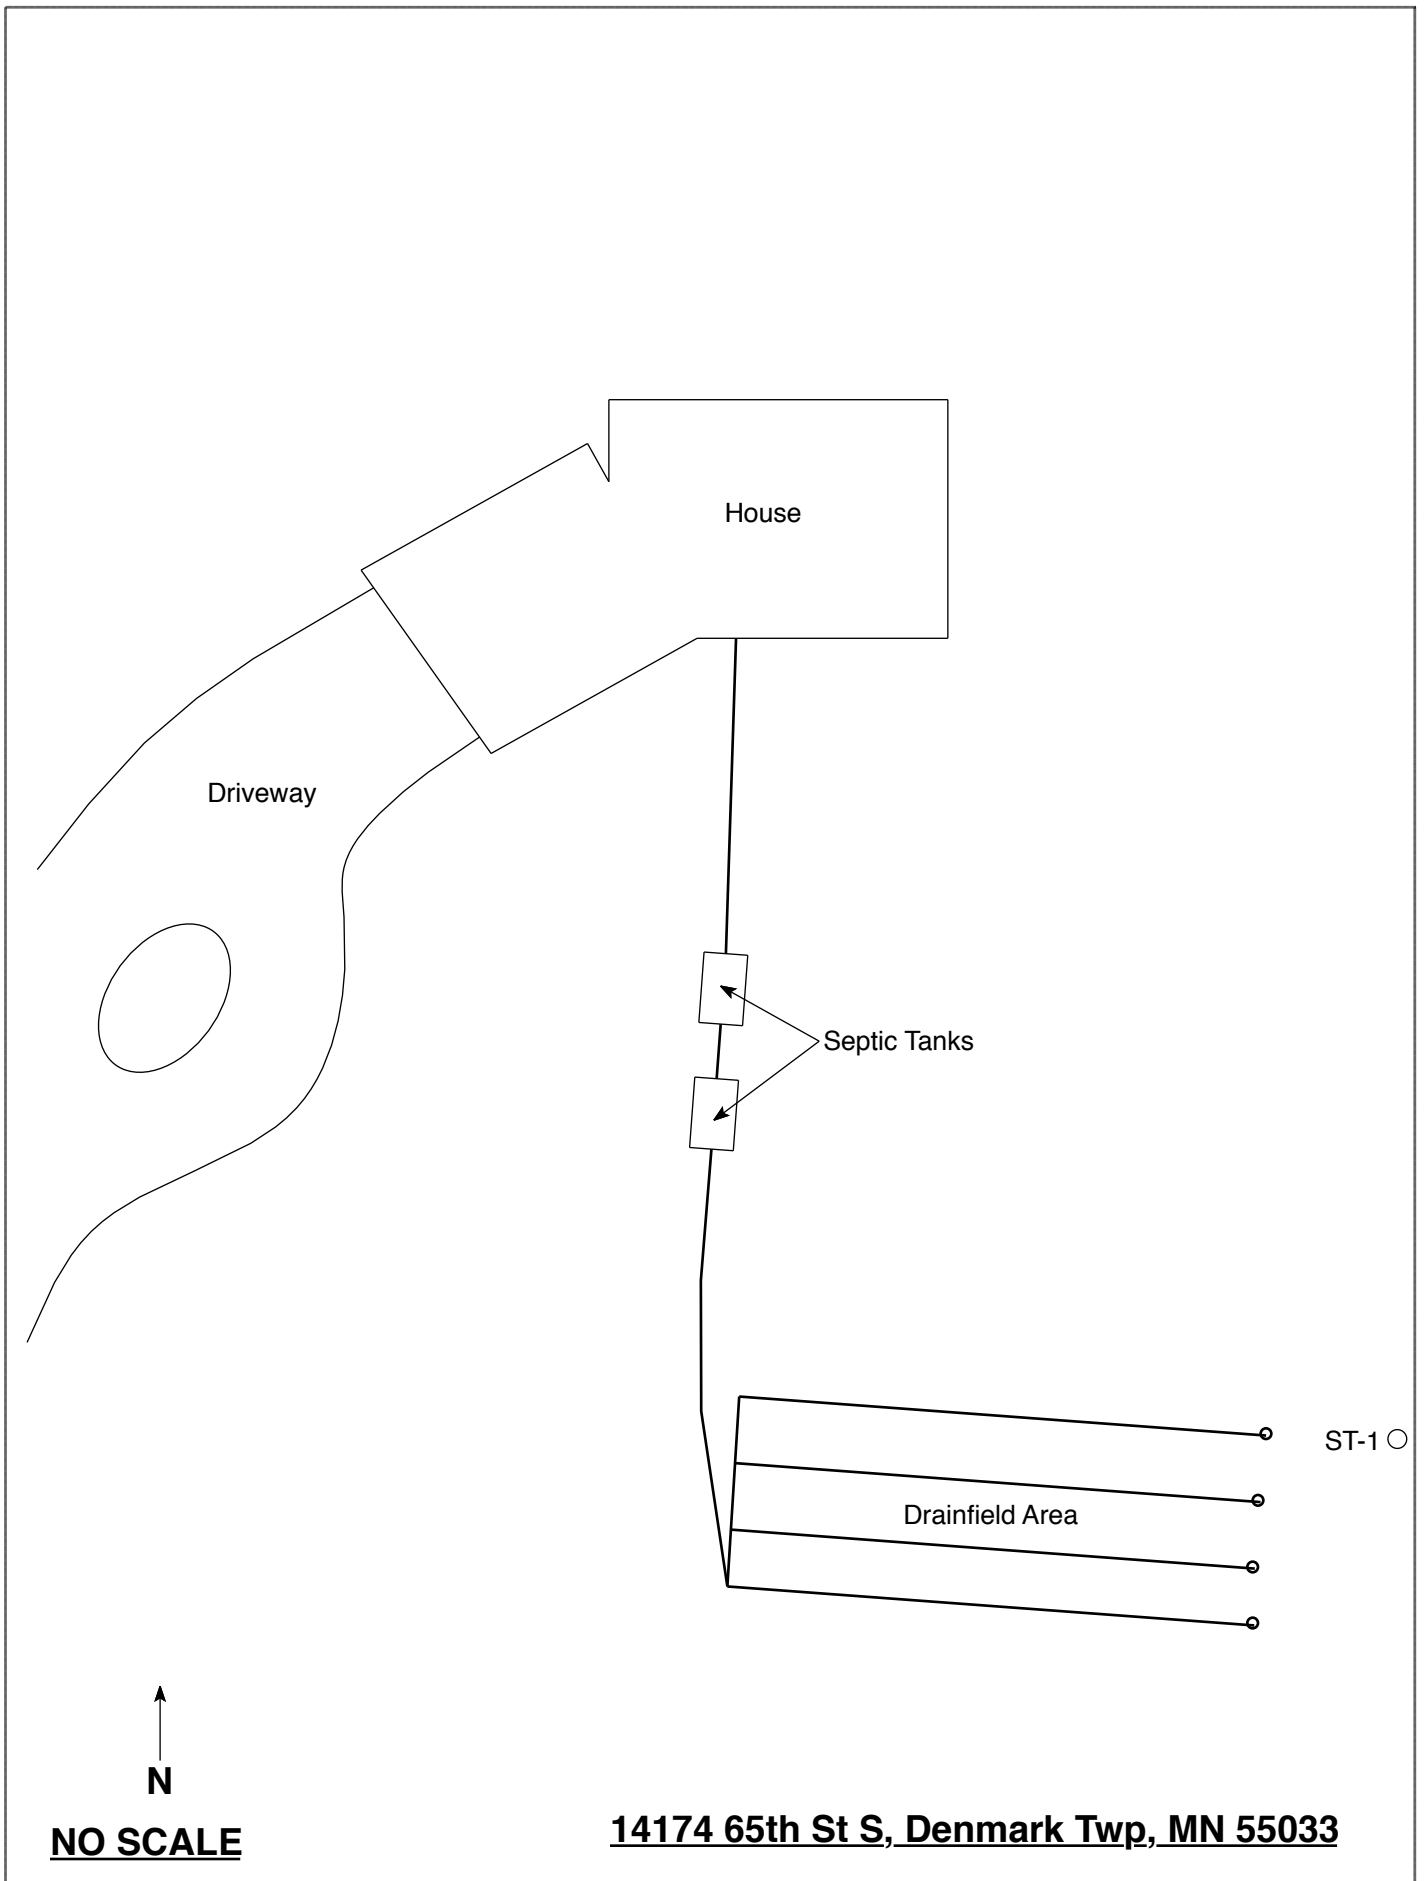 House
Driveway
Septic Tanks
ST-1
Drainfield Area
N
NO SCALE
14174 65th St S, Denmark Twp, MN 55033